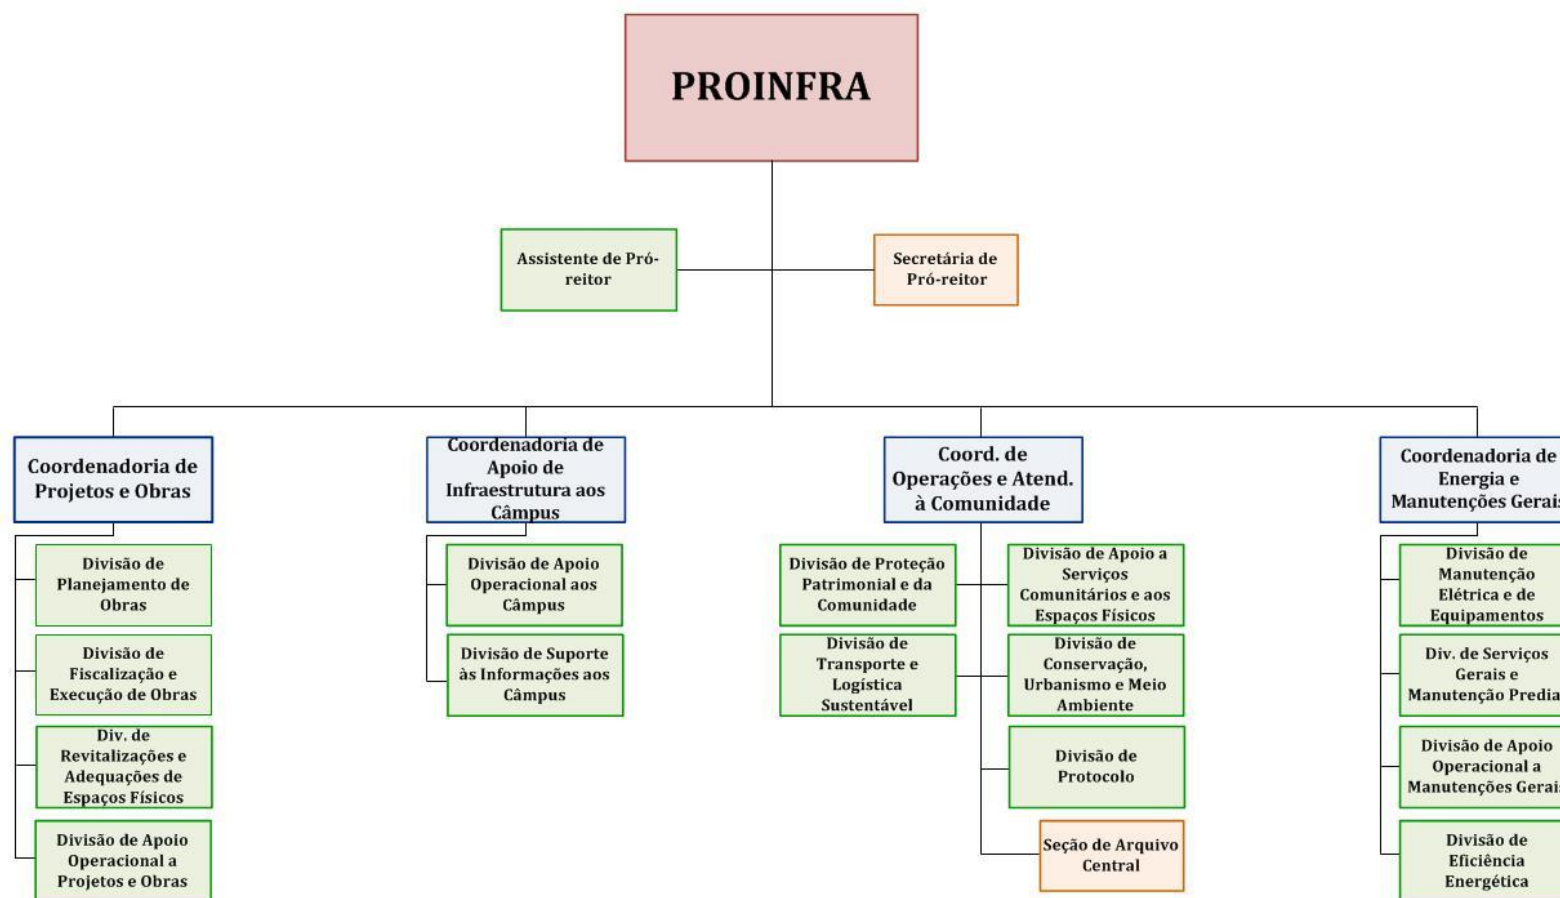 PROINFRA
Assistente de Pró-
reitor
Secretária de
Pró-reitor
Coordenadoria de
Projetos e Obras
Coordenadoria de
Apoio de
Infraestrutura aos
Câmpus
Coord. de
Operações e Atend.
à Comunidade
Coordenadoria de
Energia e
Manutenções Gerais
Divisão de
Planejamento de
Obras
Divisão de
Fiscalização e
Execução de Obras
Div. de
Revitalizações e
Adequações de
Espaços Físicos
Divisão de Apoio
Operacional a
Projetos e Obras
Divisão de Apoio
Operacional aos
Câmpus
Divisão de Suporte
às Informações aos
Câmpus
Divisão de Proteção
Patrimonial e da
Comunidade
Divisão de
Transporte e
Logística
Sustentável
Divisão de Apoio a
Serviços
Comunitários e aos
Espaços Físicos
Divisão de
Conservação,
Urbanismo e Meio
Ambiente
Divisão de
Protocolo
Seção de Arquivo
Central
Divisão de
Manutenção
Elétrica e de
Equipamentos
Div. de Serviços
Gerais e
Manutenção Predia
Divisão de Apoio
Operacional a
Manutenções Gerais
Divisão de
Eficiência
Energética